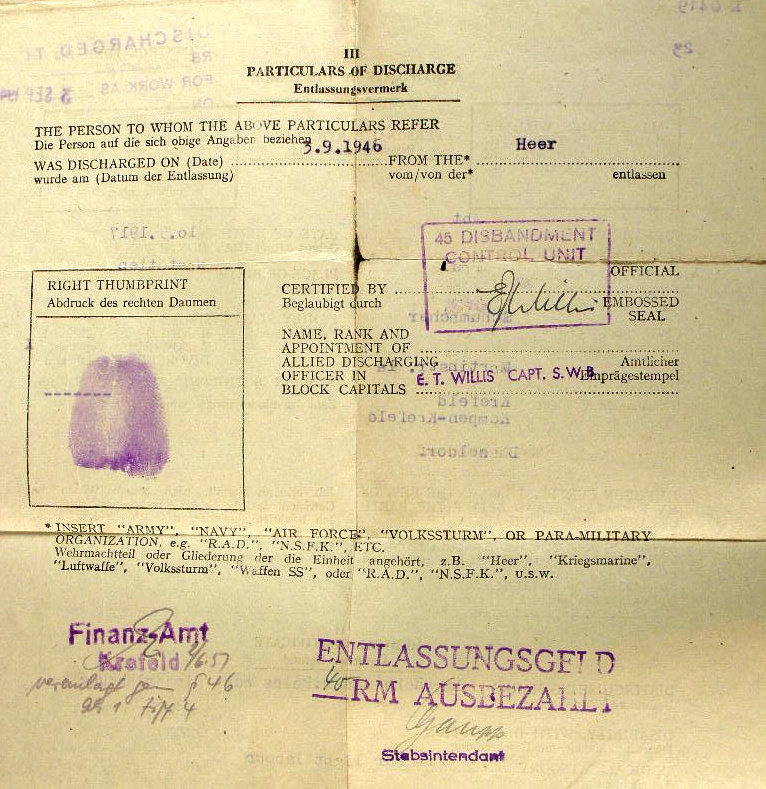 III
PARTICULARS OF DISCHARGE
Entlassungsvermerk
THE PERSON TO WHOM THE ABOVE PARTICULARS REFER
Die Person auf die sich obige Angaben beziehen
WAS DISCHARGED ON (Date) 3.9.1946 FROM THE* Heer
wurde am (Datum der Entlassung) vom/von der* entlassen
45 DISBANDMENT
CONTROL UNIT
RIGHT THUMBPRINT
Abdruck des rechten Daumen
OFFICIAL
CERTIFIED BY EMBOSSED
Beglaubigt durch SEAL
NAME, RANK AND
APPOINTMENT OF
ALLIED DISCHARGING Amtlicher
OFFICER IN E. T. WILLIS CAPT. S.W.B. Einprägestempel
BLOCK CAPITALS
* INSERT "ARMY", "NAVY", "AIR FORCE", "VOLKSSTURM", OR PARA-MILITARY
ORGANIZATION, e.g. "R.A.D.", "N.S.F.K.", ETC.
Wehrmachtteil oder Gliederung der die Einheit angehört, z.B. "Heer", "Kriegsmarine",
"Luftwaffe", "Volkssturm", "Waffen SS", oder "R.A.D.", "N.S.F.K.", u.s.w.
Finanz-Amt
Krefeld
§ 46
ENTLASSUNGSGELD
40 RM AUSBEZAHLT
Stabsintendant